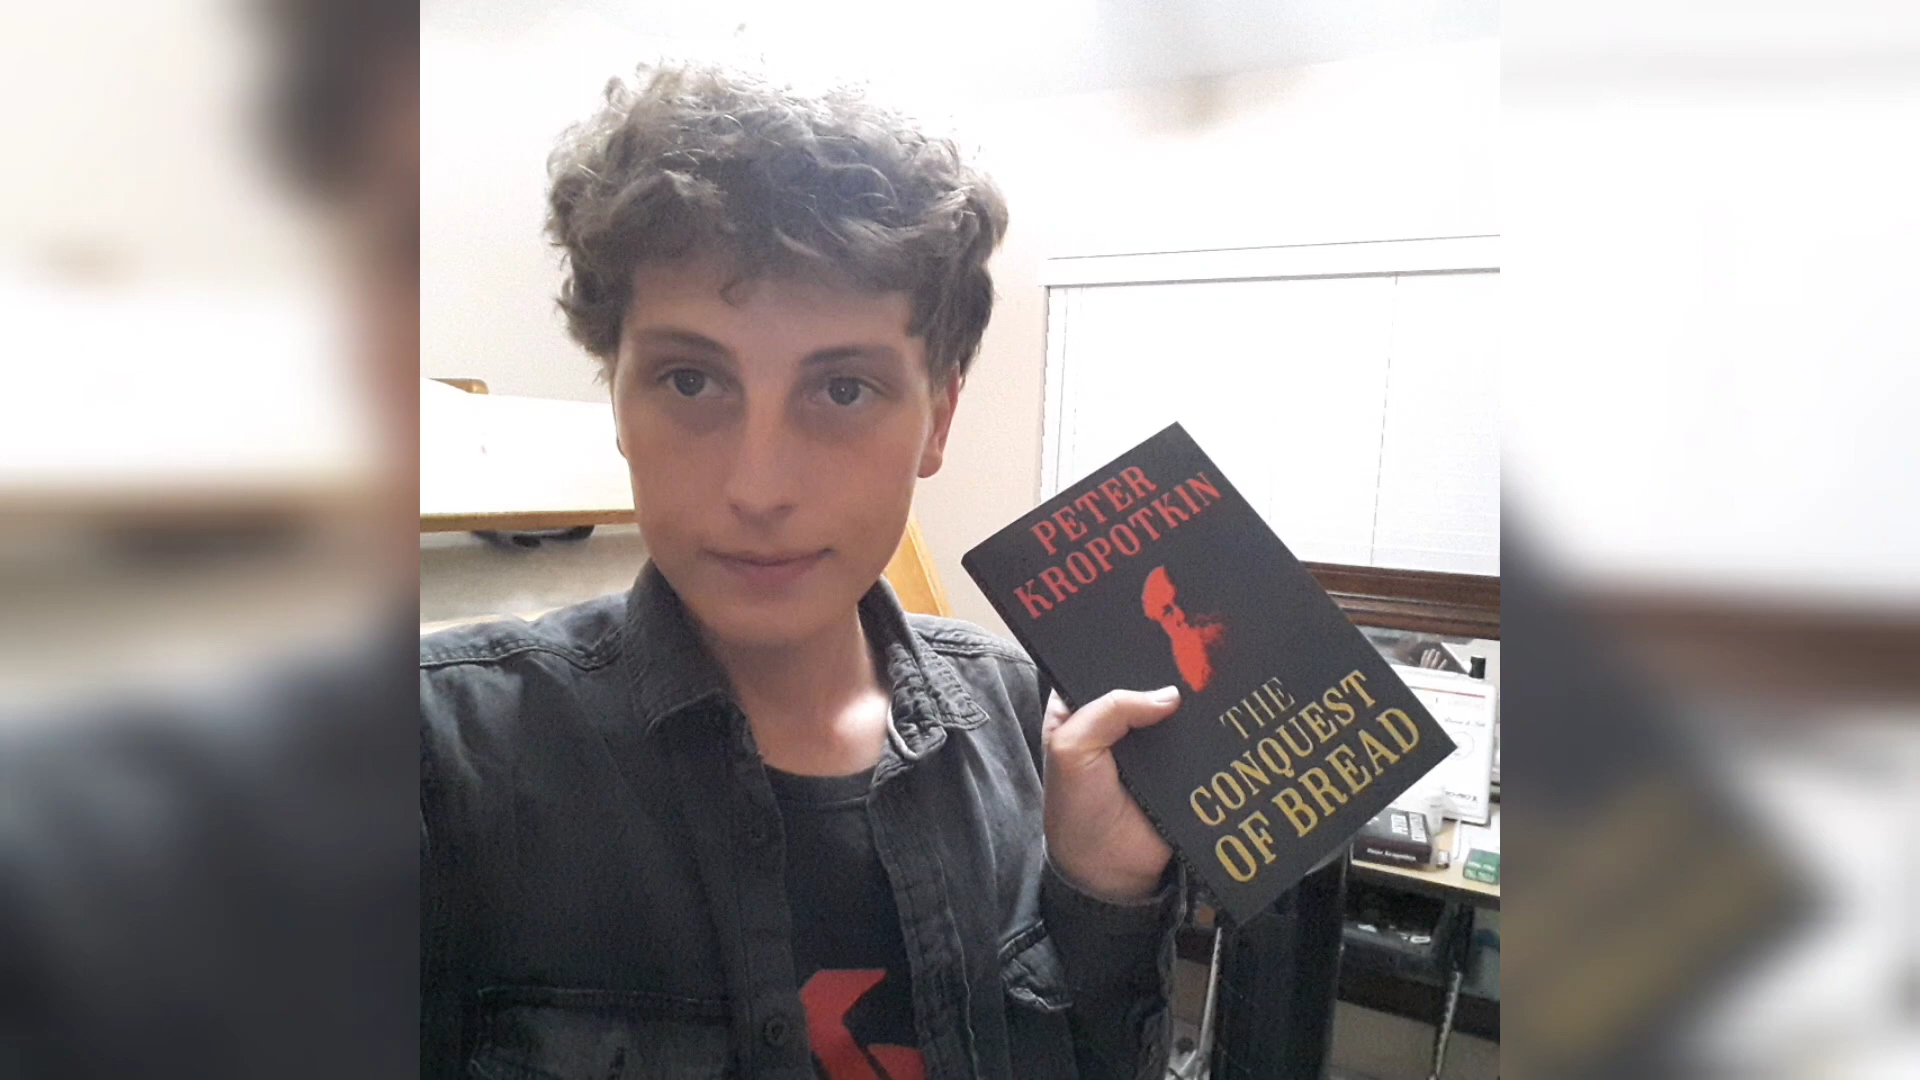 PETER
KROPOTKIN
THE
CONQUEST
OF BREAD